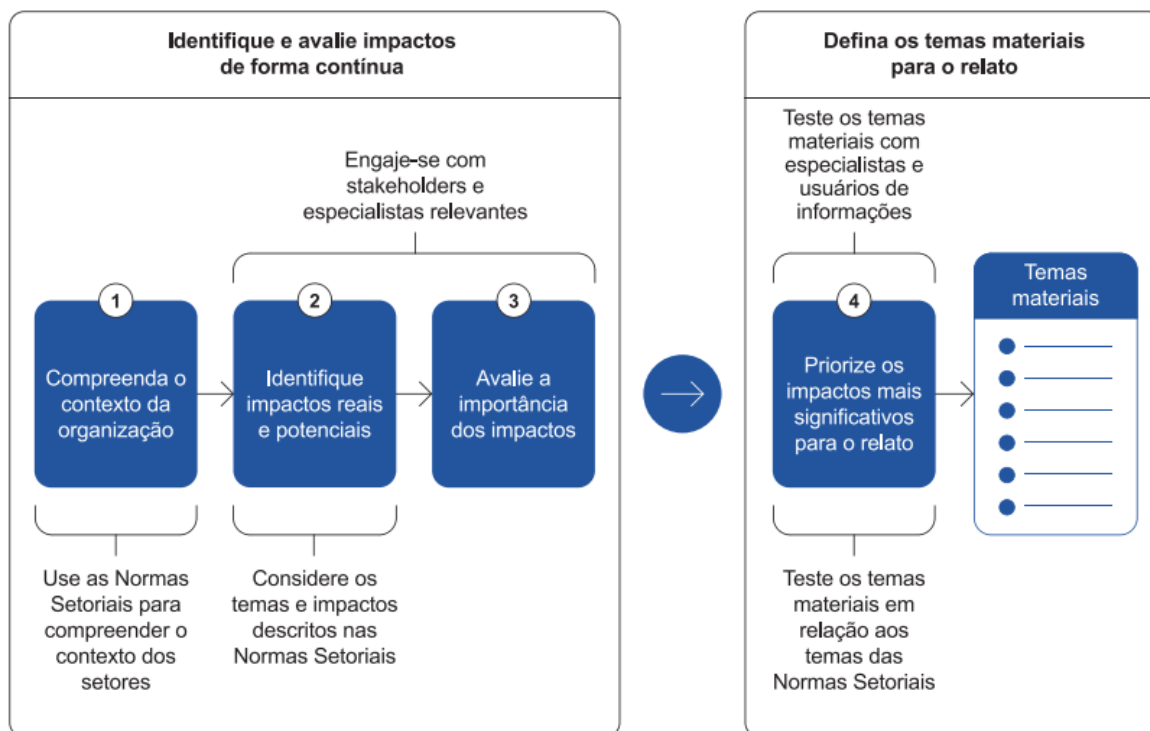 Identifique e avalie impactos
de forma contínua
Engaje-se com
stakeholders e
especialistas relevantes
1
Compreenda o
contexto da
organização
2
Identifique
impactos reais
e potenciais
3
Avalie a
importância
dos impactos
Use as Normas
Setoriais para
compreender o
contexto dos
setores
Considere os
temas e impactos
descritos nas
Normas Setoriais
Defina os temas materiais
para o relato
Teste os temas
materiais com
especialistas e
usuários de
informações
4
Priorize os
impactos mais
significativos
para o relato
Temas
materiais
Teste os temas
materiais em
relação aos
temas das
Normas Setoriais